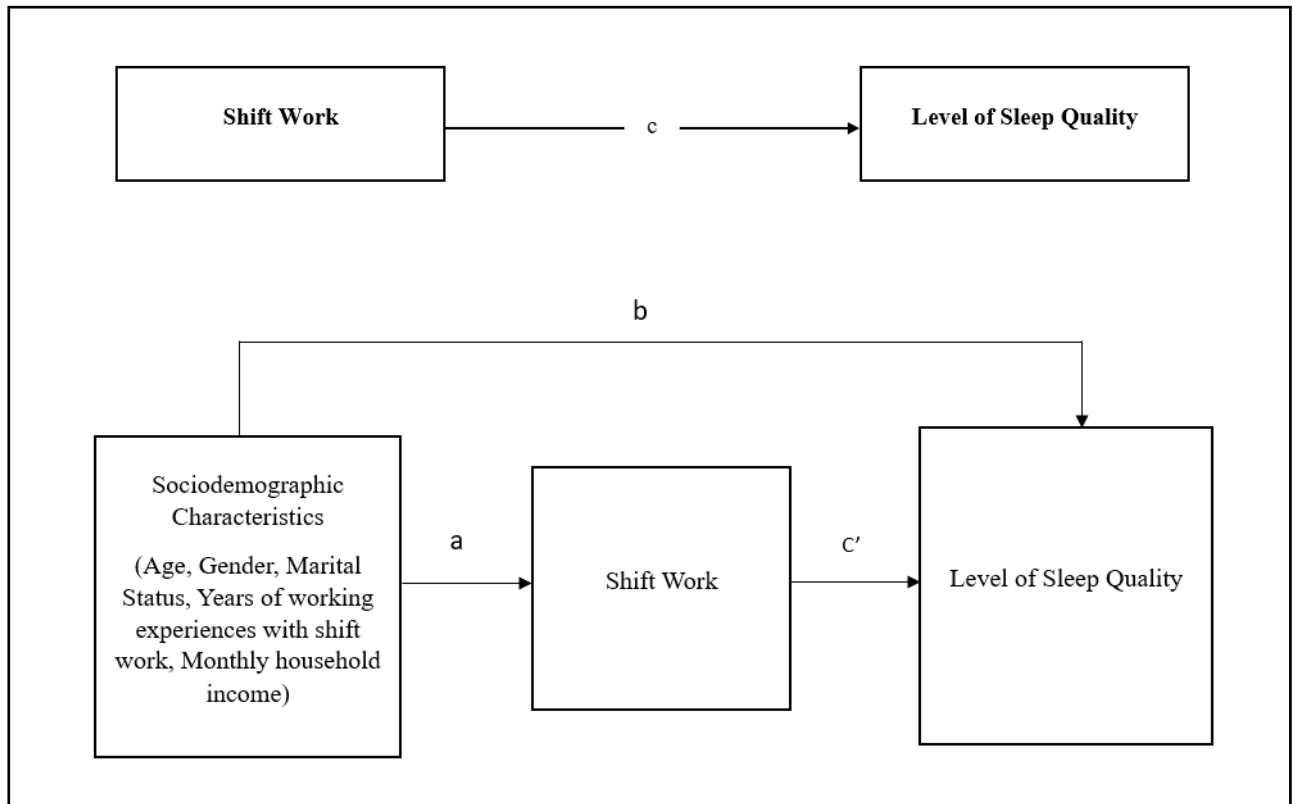 Shift Work
c
Level of Sleep Quality
b
Sociodemographic
Characteristics
(Age, Gender, Marital
Status, Years of working
experiences with shift
work, Monthly household
income)
a
Shift Work
c’
Level of Sleep Quality